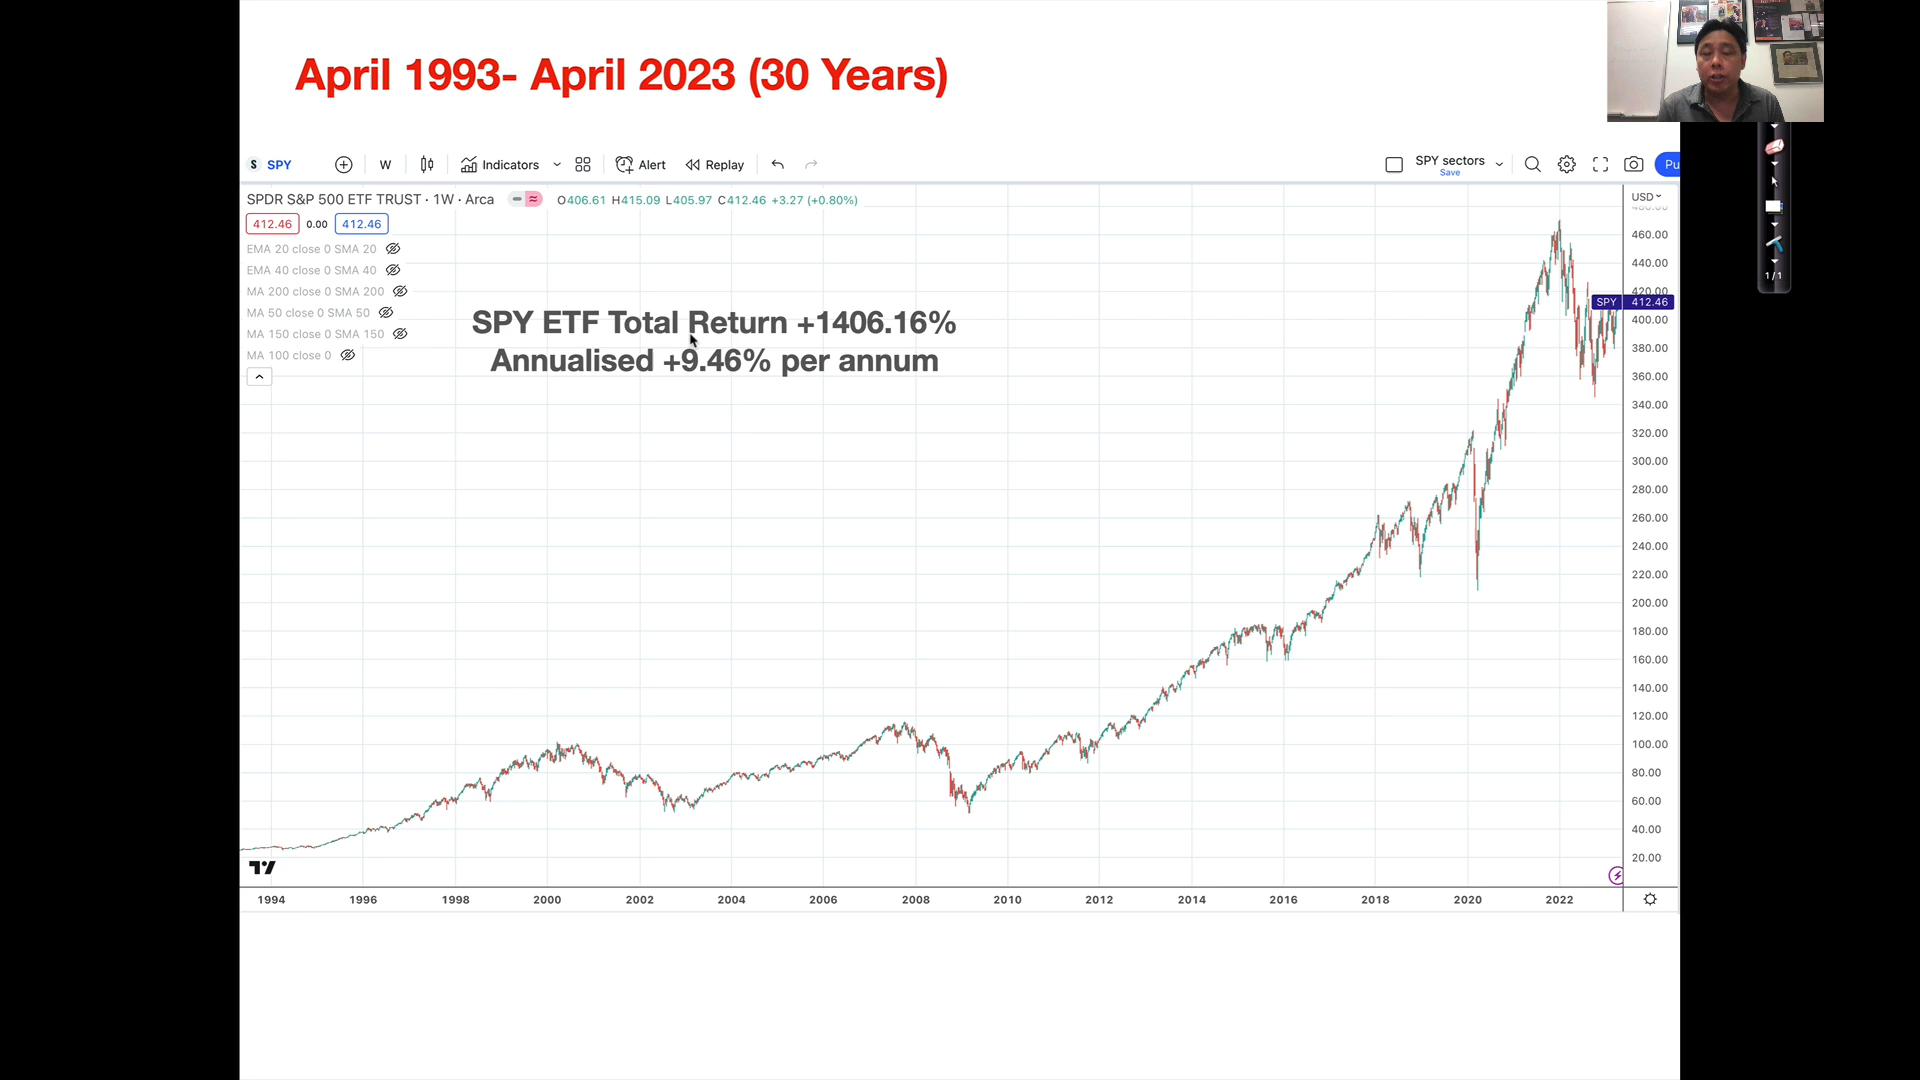 April 1993- April 2023 (30 Years)
S SPY W Indicators Alert Replay SPY sectors Save Pu
SPDR S&P 500 ETF TRUST · 1W · Arca O406.61 H415.09 L405.97 C412.46 +3.27 (+0.80%)
USD
412.46 0.00 412.46
EMA 20 close 0 SMA 20
EMA 40 close 0 SMA 40
MA 200 close 0 SMA 200
MA 50 close 0 SMA 50
MA 150 close 0 SMA 150
MA 100 close 0
SPY ETF Total Return +1406.16%
Annualised +9.46% per annum
1/1
480.00
460.00
440.00
420.00
SPY 412.46
400.00
380.00
360.00
340.00
320.00
300.00
280.00
260.00
240.00
220.00
200.00
180.00
160.00
140.00
120.00
100.00
80.00
60.00
40.00
20.00
1994 1996 1998 2000 2002 2004 2006 2008 2010 2012 2014 2016 2018 2020 2022